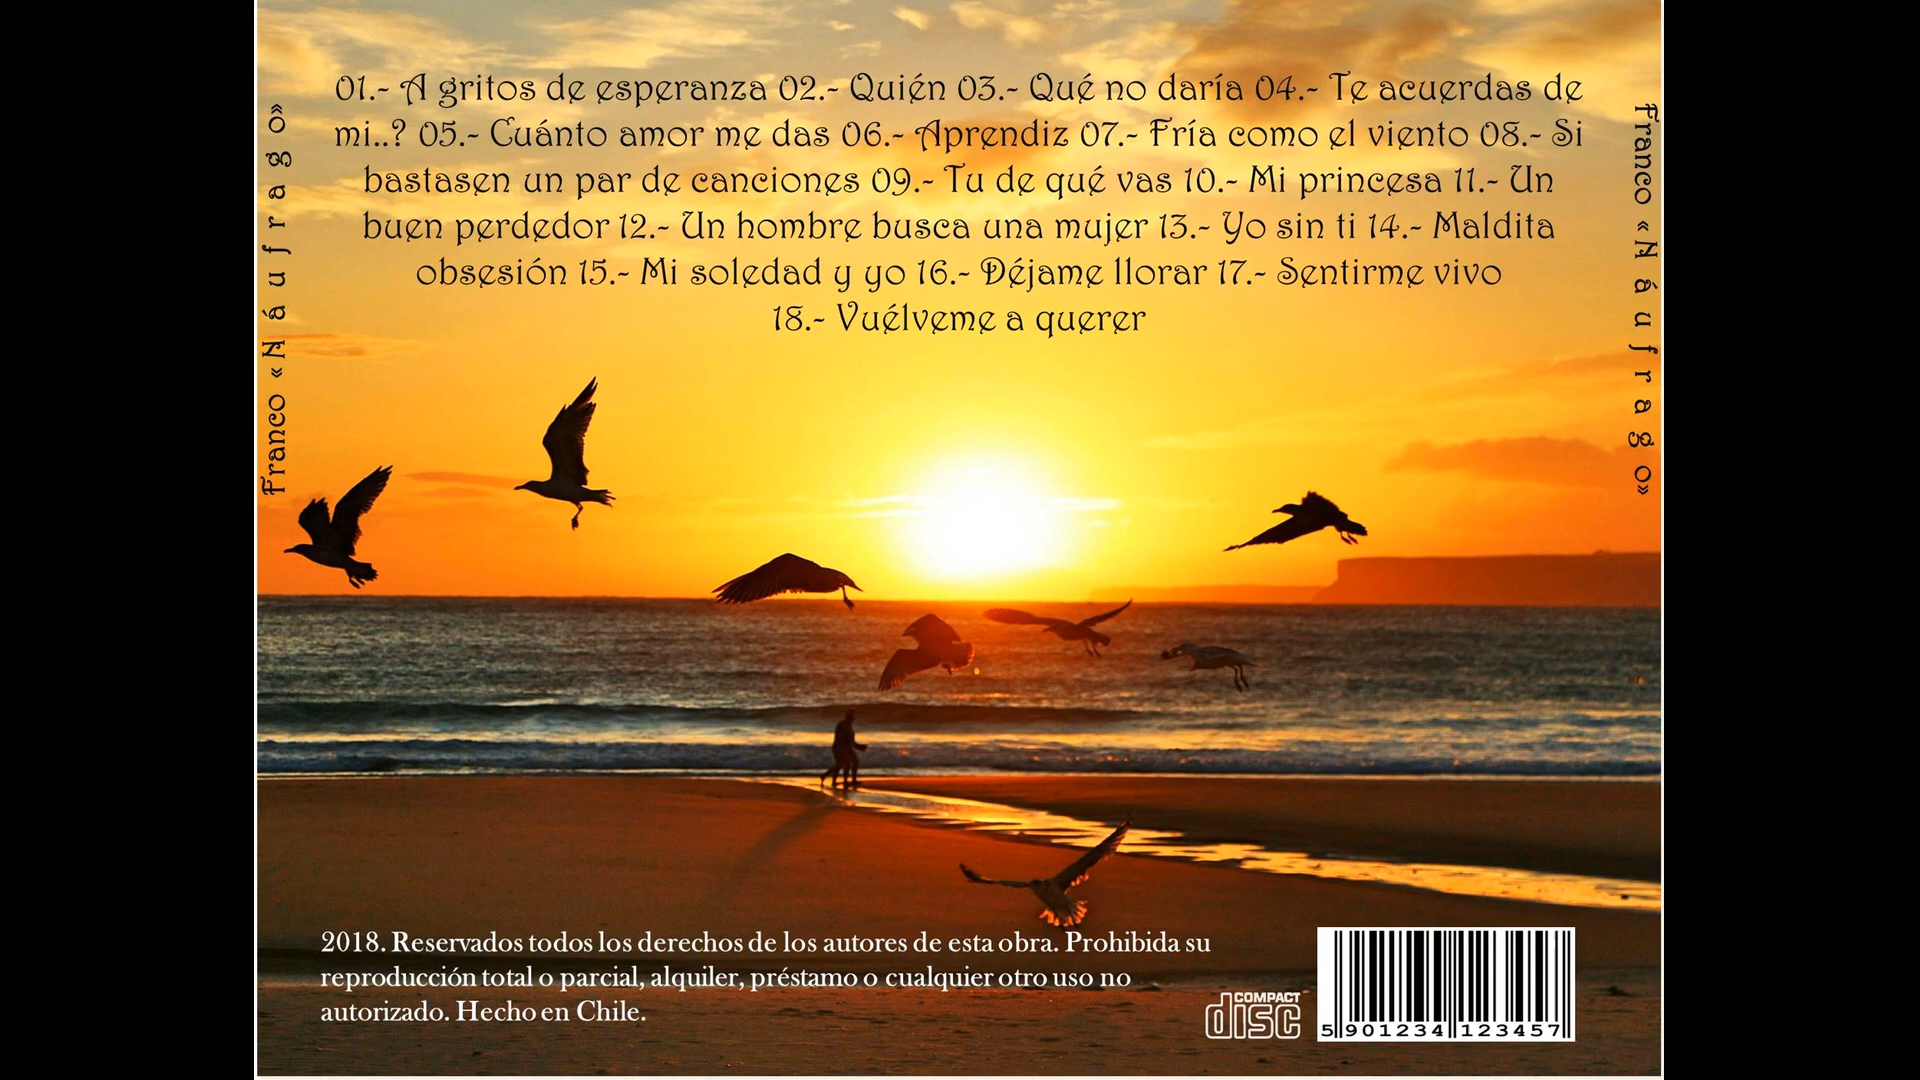 01.- A gritos de esperanza 02.- Quién 03.- Qué no daría 04.- Te acuerdas de
mi..? 05.- Cuánto amor me das 06.- Aprendiz 07.- Fría como el viento 08.- Si
bastasen un par de canciones 09.- Tu de qué vas 10.- Mi princesa 11.- Un
buen perdedor 12.- Un hombre busca una mujer 13.- Yo sin ti 14.- Maldita
obsesión 15.- Mi soledad y yo 16.- Déjame llorar 17.- Sentirme vivo
18.- Vuélveme a querer
Franco «N á u f r a g o»
Franco «N á u f r a g o»
2018. Reservados todos los derechos de los autores de esta obra. Prohibida su
reproducción total o parcial, alquiler, préstamo o cualquier otro uso no
autorizado. Hecho en Chile.
COMPACT
disc
5 901234 123457